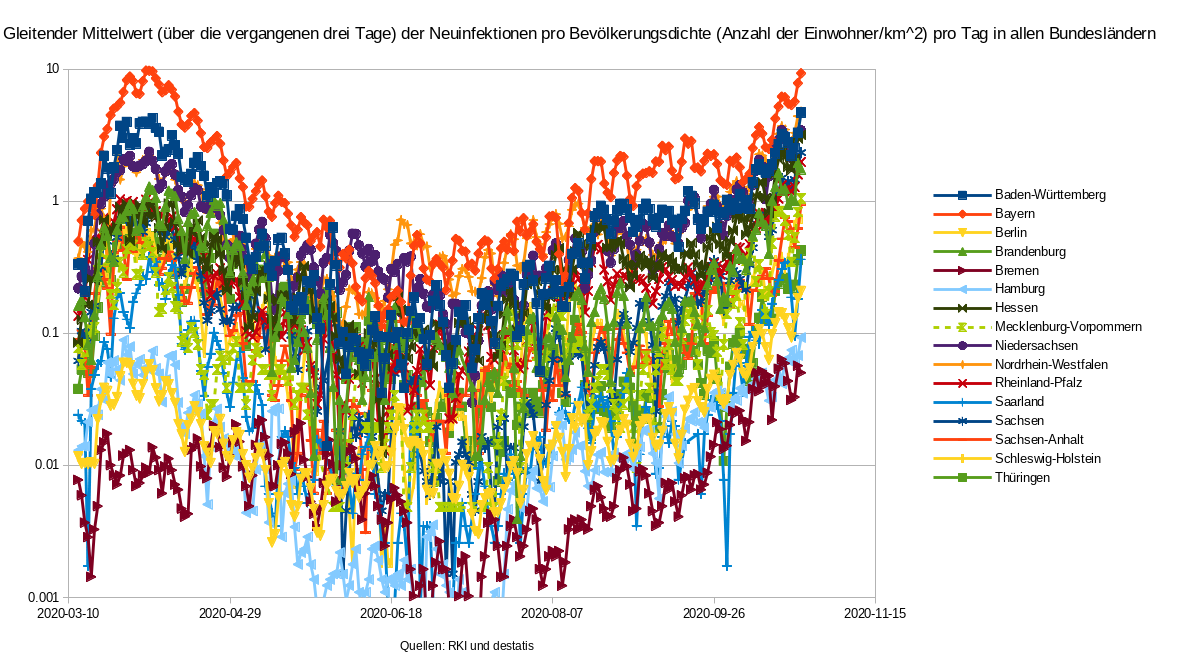 Gleitender Mittelwert (über die vergangenen drei Tage) der Neuinfektionen pro Bevölkerungsdichte (Anzahl der Einwohner/km^2) pro Tag in allen Bundesländern
10
1
0.1
0.01
0.001
2020-03-10 2020-04-29 2020-06-18 2020-08-07 2020-09-26 2020-11-15
Baden-Württemberg
Bayern
Berlin
Brandenburg
Bremen
Hamburg
Hessen
Mecklenburg-Vorpommern
Niedersachsen
Nordrhein-Westfalen
Rheinland-Pfalz
Saarland
Sachsen
Sachsen-Anhalt
Schleswig-Holstein
Thüringen
Quellen: RKI und destatis